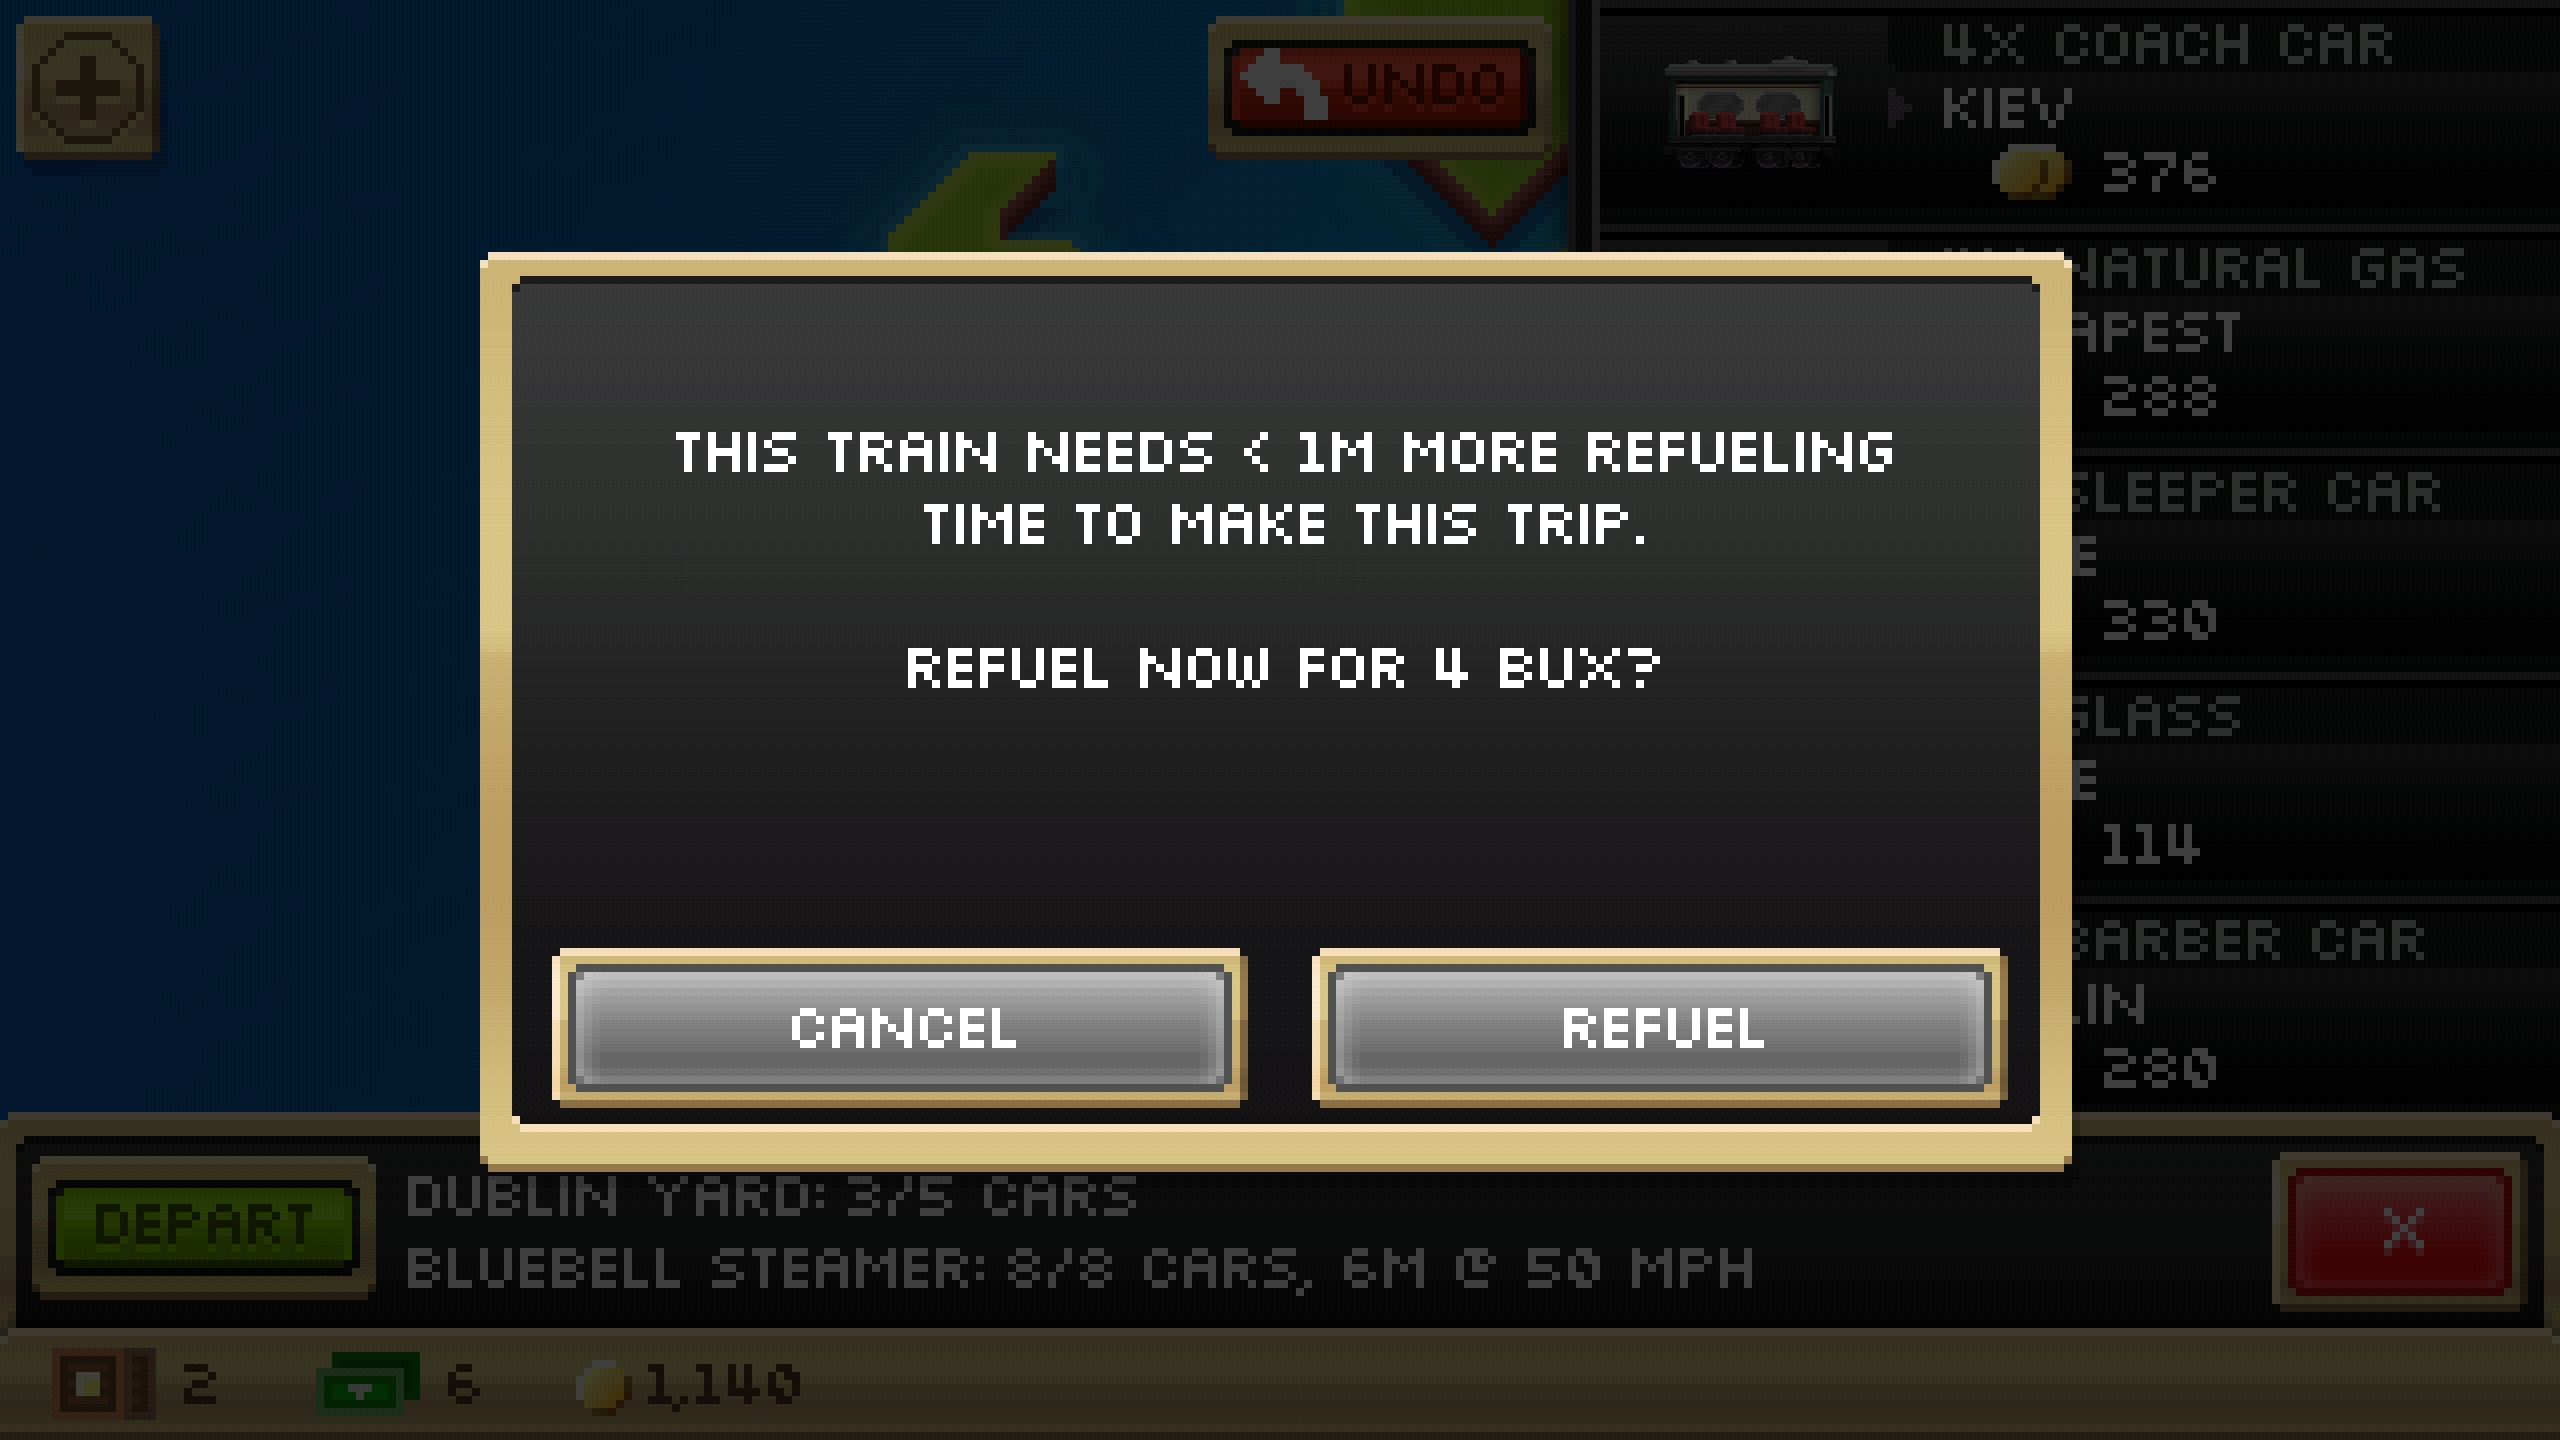 UNDO
4X COACH CAR
KIEV
376
NATURAL GAS
APEST
288
SLEEPER CAR
E
330
GLASS
E
114
BARBER CAR
LIN
280
THIS TRAIN NEEDS < 1M MORE REFUELING
TIME TO MAKE THIS TRIP.
REFUEL NOW FOR 4 BUX?
CANCEL
REFUEL
DEPART
DUBLIN YARD: 3/5 CARS
BLUEBELL STEAMER: 8/8 CARS, 6M @ 50 MPH
X
2
6
1,140